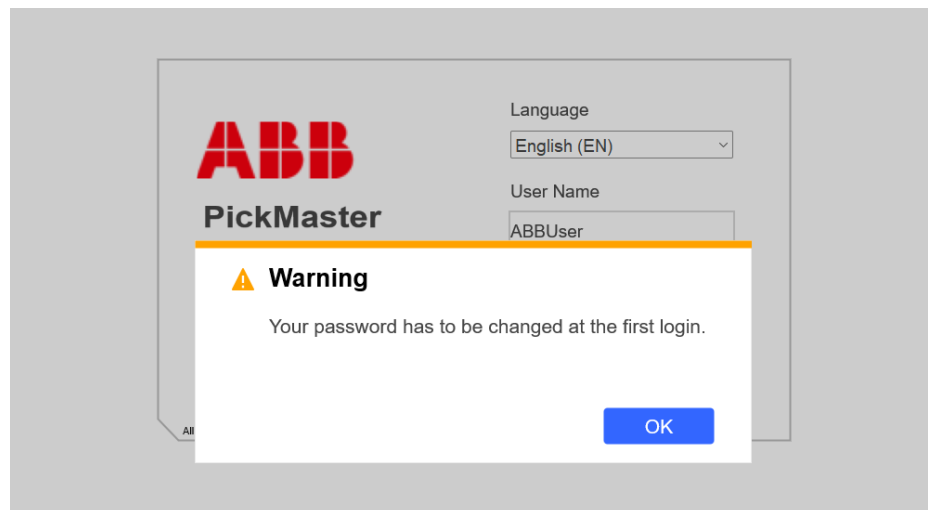 ABB
PickMaster
Language
English (EN)
User Name
ABBUser
Warning
Your password has to be changed at the first login.
OK
All